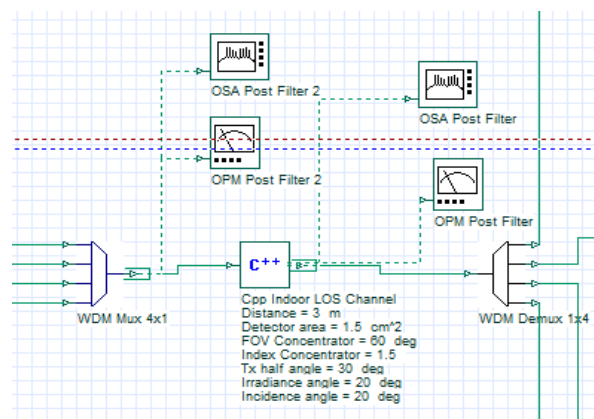 OSA Post Filter 2
OSA Post Filter
OPM Post Filter 2
OPM Post Filter
C++
WDM Mux 4x1
Cpp Indoor LOS Channel
Distance = 3 m
Detector area = 1.5 cm^2
FOV Concentrator = 60 deg
Index Concentrator = 1.5
Tx half angle = 30 deg
Irradiance angle = 20 deg
Incidence angle = 20 deg
WDM Demux 1x4